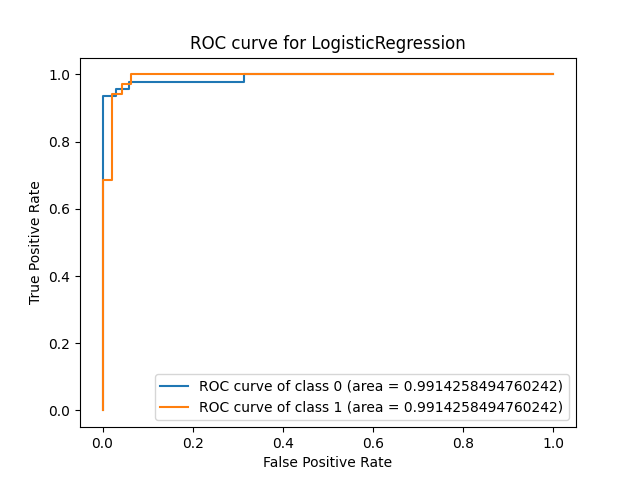 ROC curve for LogisticRegression
1.0
0.8
0.6
0.4
0.2
0.0
True Positive Rate
ROC curve of class 0 (area = 0.9914258494760242)
ROC curve of class 1 (area = 0.9914258494760242)
0.0 0.2 0.4 0.6 0.8 1.0
False Positive Rate